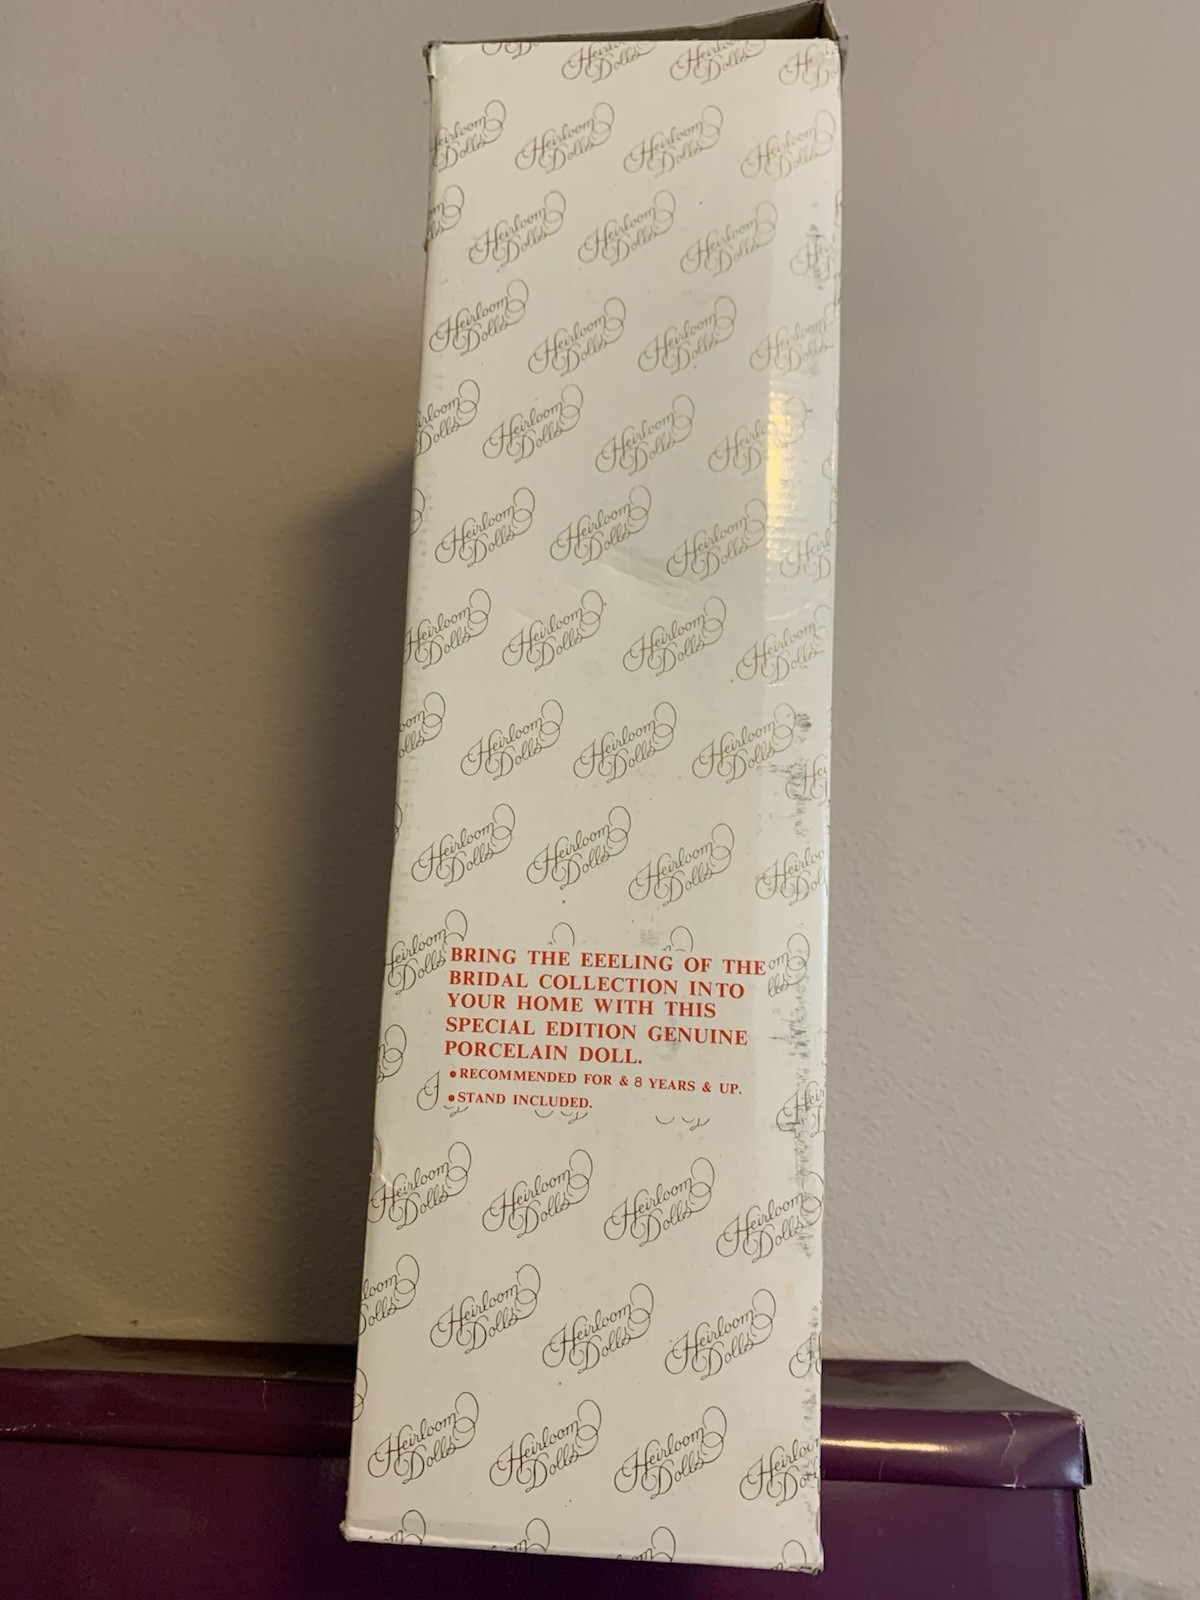 Heirloom Dolls
BRING THE EEELING OF THE
BRIDAL COLLECTION INTO
YOUR HOME WITH THIS
SPECIAL EDITION GENUINE
PORCELAIN DOLL.
•RECOMMENDED FOR & 8 YEARS & UP.
•STAND INCLUDED.